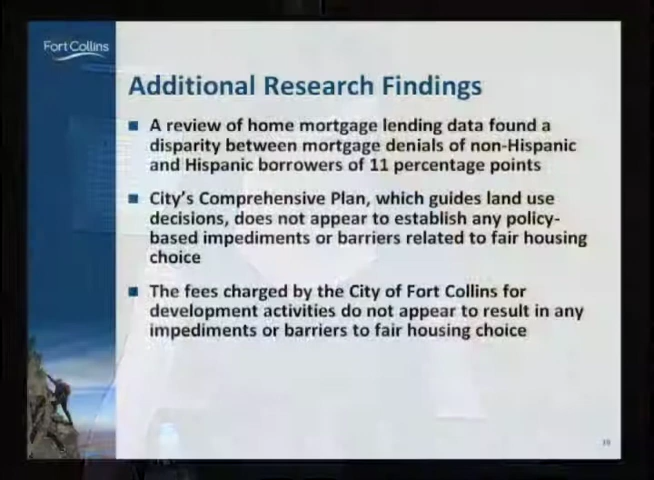 Fort Collins
Additional Research Findings
A review of home mortgage lending data found a
disparity between mortgage denials of non-Hispanic
and Hispanic borrowers of 11 percentage points
City's Comprehensive Plan, which guides land use
decisions, does not appear to establish any policy-
based impediments or barriers related to fair housing
choice
The fees charged by the City of Fort Collins for
development activities do not appear to result in any
impediments or barriers to fair housing choice